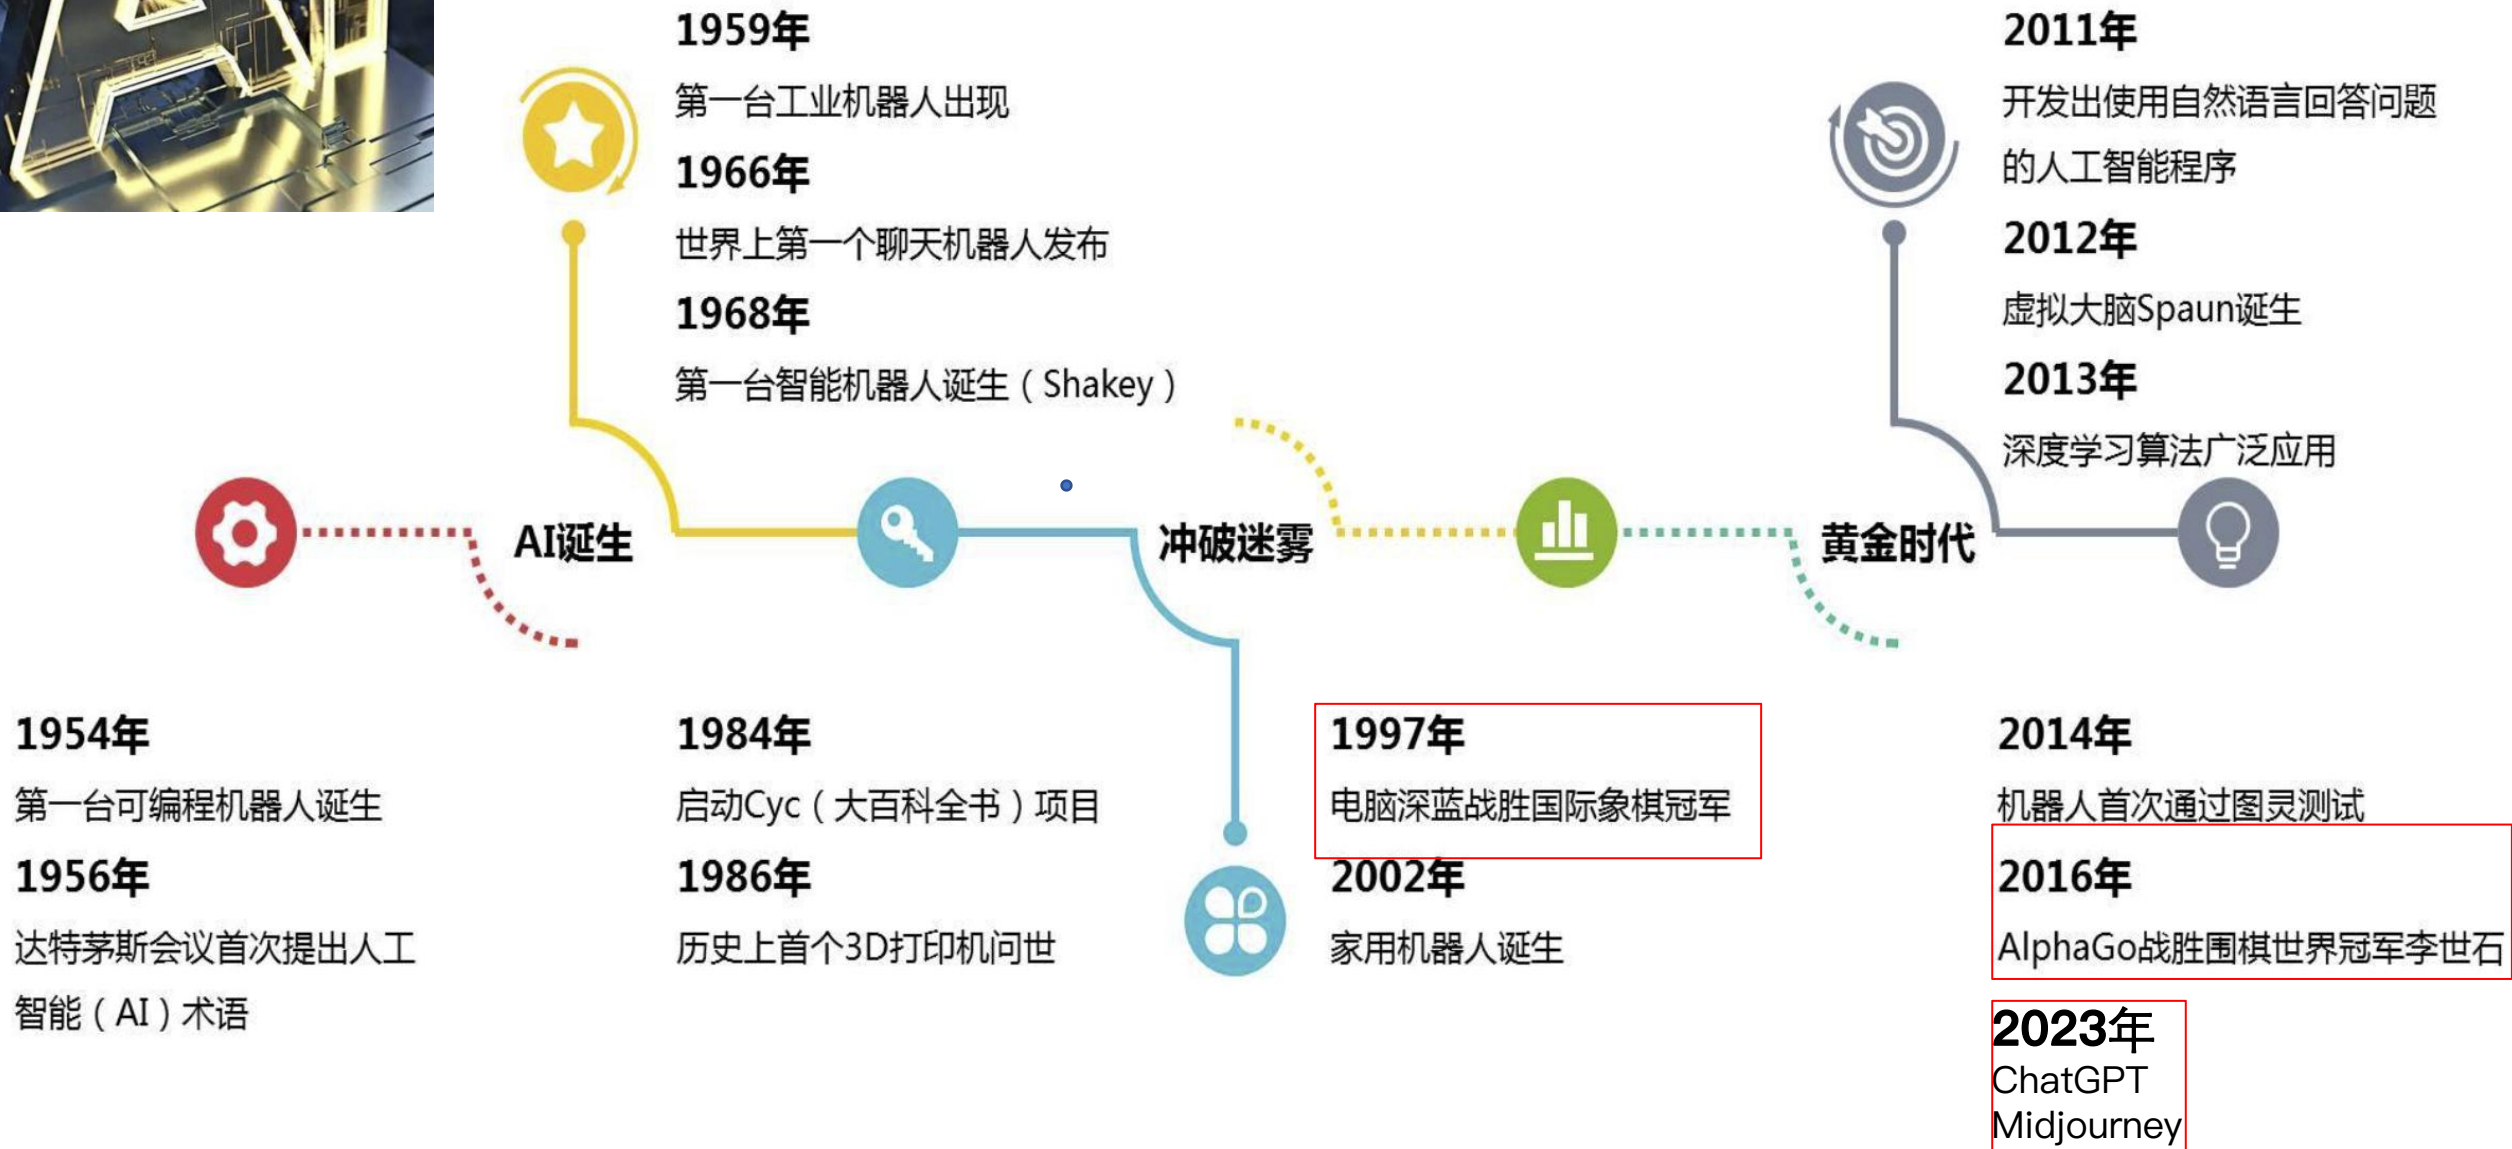 1959年
第一台工业机器人出现
1966年
世界上第一个聊天机器人发布
1968年
第一台智能机器人诞生（Shakey）
2011年
开发出使用自然语言回答问题
的人工智能程序
2012年
虚拟大脑Spaun诞生
2013年
深度学习算法广泛应用
AI诞生
冲破迷雾
黄金时代
1954年
第一台可编程机器人诞生
1956年
达特茅斯会议首次提出人工
智能（AI）术语
1984年
启动Cyc（大百科全书）项目
1986年
历史上首个3D打印机问世
1997年
电脑深蓝战胜国际象棋冠军
2002年
家用机器人诞生
2014年
机器人首次通过图灵测试
2016年
AlphaGo战胜围棋世界冠军李世石
2023年
ChatGPT
Midjourney